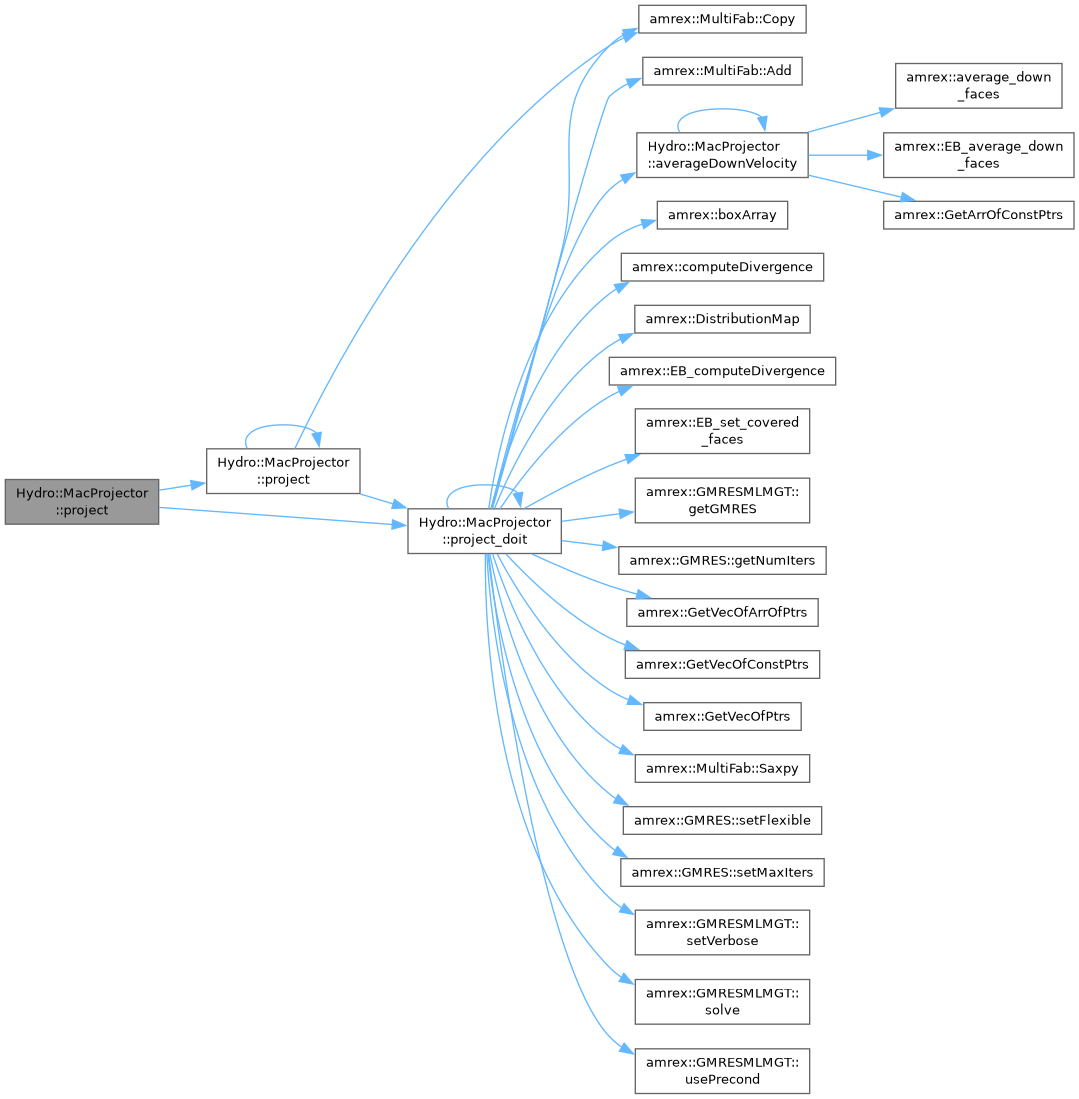 amrex::MultiFab::Copy
amrex::MultiFab::Add
amrex::average_down
_faces
Hydro::MacProjector
::averageDownVelocity
amrex::EB_average_down
_faces
amrex::GetArrOfConstPtrs
amrex::boxArray
amrex::computeDivergence
amrex::DistributionMap
amrex::EB_computeDivergence
amrex::EB_set_covered
_faces
Hydro::MacProjector
::project
Hydro::MacProjector
::project
Hydro::MacProjector
::project_doit
amrex::GMRESMLMGT::
getGMRES
amrex::GMRES::getNumIters
amrex::GetVecOfArrOfPtrs
amrex::GetVecOfConstPtrs
amrex::GetVecOfPtrs
amrex::MultiFab::Saxpy
amrex::GMRES::setFlexible
amrex::GMRES::setMaxIters
amrex::GMRESMLMGT::
setVerbose
amrex::GMRESMLMGT::
solve
amrex::GMRESMLMGT::
usePrecond